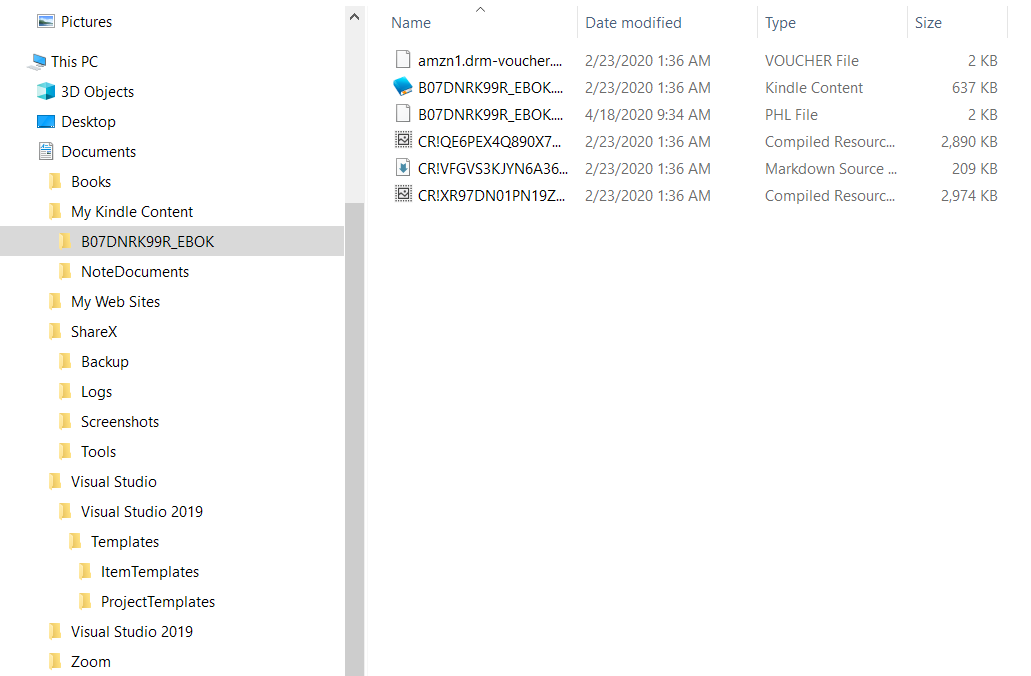 Pictures
This PC
3D Objects
Desktop
Documents
Books
My Kindle Content
B07DNRK99R_EBOK
NoteDocuments
My Web Sites
ShareX
Backup
Logs
Screenshots
Tools
Visual Studio
Visual Studio 2019
Templates
ItemTemplates
ProjectTemplates
Visual Studio 2019
Zoom
Name Date modified Type Size
amzn1.drm-voucher.... 2/23/2020 1:36 AM VOUCHER File 2 KB
B07DNRK99R_EBOK.... 2/23/2020 1:36 AM Kindle Content 637 KB
B07DNRK99R_EBOK.... 4/18/2020 9:34 AM PHL File 2 KB
CR!QE6PEX4Q890X7... 2/23/2020 1:36 AM Compiled Resourc... 2,890 KB
CR!VFGVS3KJYN6A36... 2/23/2020 1:36 AM Markdown Source ... 209 KB
CR!XR97DN01PN19Z... 2/23/2020 1:36 AM Compiled Resourc... 2,974 KB